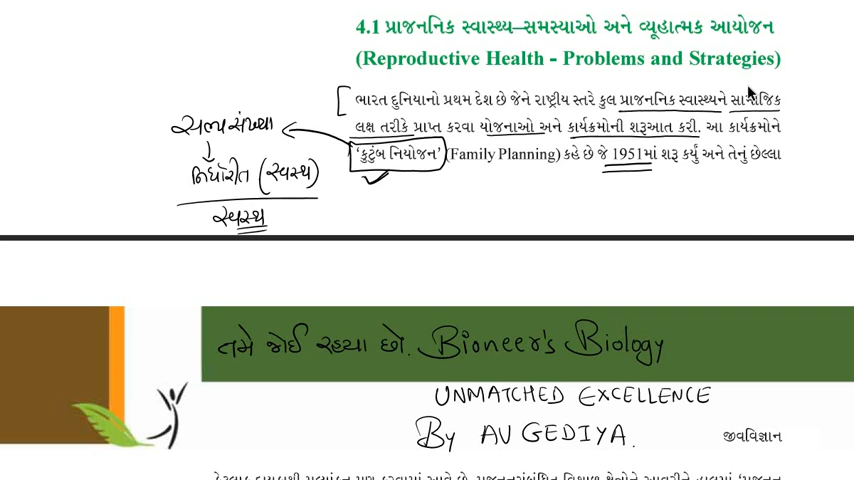 4.1 પ્રાજનનિક સ્વાસ્થ્ય–સમસ્યાઓ અને વ્યૂહાત્મક આયોજન
(Reproductive Health - Problems and Strategies)
ભારત દુનિયાનો પ્રથમ દેશ છે જેને રાષ્ટ્રીય સ્તરે કુલ પ્રાજનનિક સ્વાસ્થ્યને સામાજિક
લક્ષ તરીકે પ્રાપ્ત કરવા યોજનાઓ અને કાર્યક્રમોની શરૂઆત કરી. આ કાર્યક્રમોને
'કુટુંબ નિયોજન' (Family Planning) કહે છે જે 1951માં શરૂ કર્યું અને તેનું છેલ્લા
સભ્ય સંખ્યા
નિર્ધારીત (સ્વસ્થ)
સ્વસ્થ
તમે જોઈ રહ્યા છો. Bioneer's Biology
UNMATCHED EXCELLENCE
By AV GEDIYA.
જીવવિજ્ઞાન